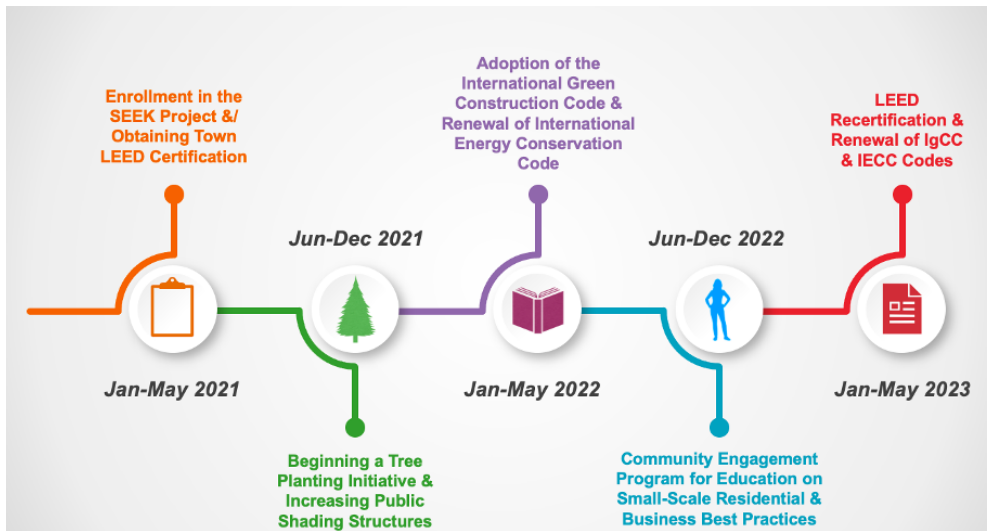 Enrollment in the
SEEK Project &/
Obtaining Town
LEED Certification
Jan-May 2021
Jun-Dec 2021
Beginning a Tree
Planting Initiative &
Increasing Public
Shading Structures
Adoption of the
International Green
Construction Code &
Renewal of International
Energy Conservation
Code
Jan-May 2022
Jun-Dec 2022
Community Engagement
Program for Education on
Small-Scale Residential &
Business Best Practices
LEED
Recertification &
Renewal of IgCC
& IECC Codes
Jan-May 2023